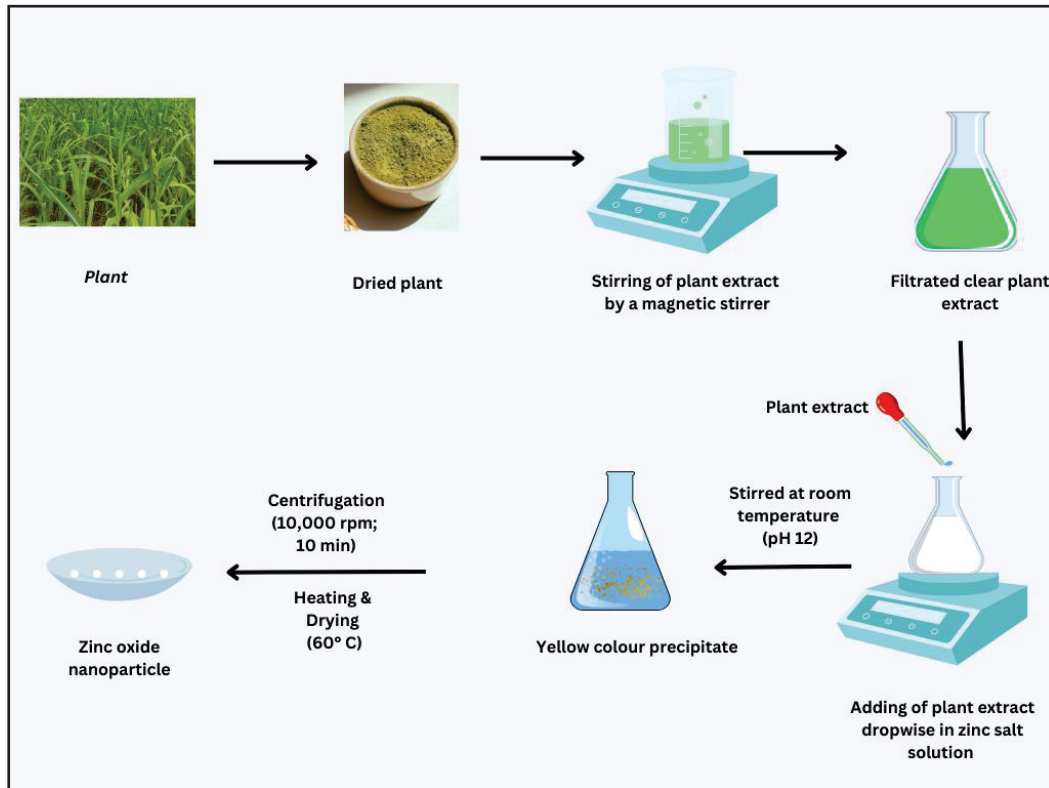 Plant
Dried plant
Stirring of plant extract
by a magnetic stirrer
Filtrated clear plant
extract
Plant extract
Adding of plant extract
dropwise in zinc salt
solution
Stirred at room
temperature
(pH 12)
Yellow colour precipitate
Centrifugation
(10,000 rpm;
10 min)
Heating &
Drying
(60° C)
Zinc oxide
nanoparticle